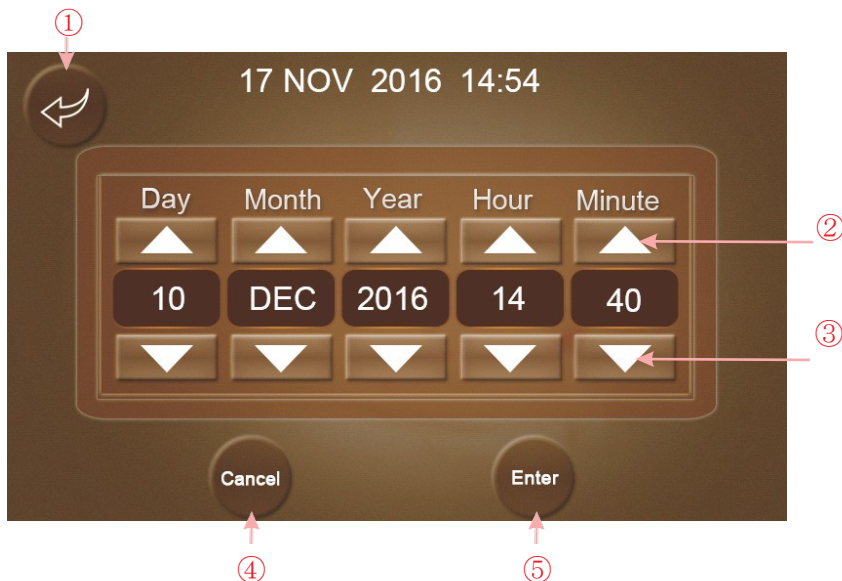 ①
17 NOV 2016 14:54
Day Month Year Hour Minute
②
10 DEC 2016 14 40
③
Cancel Enter
④ ⑤